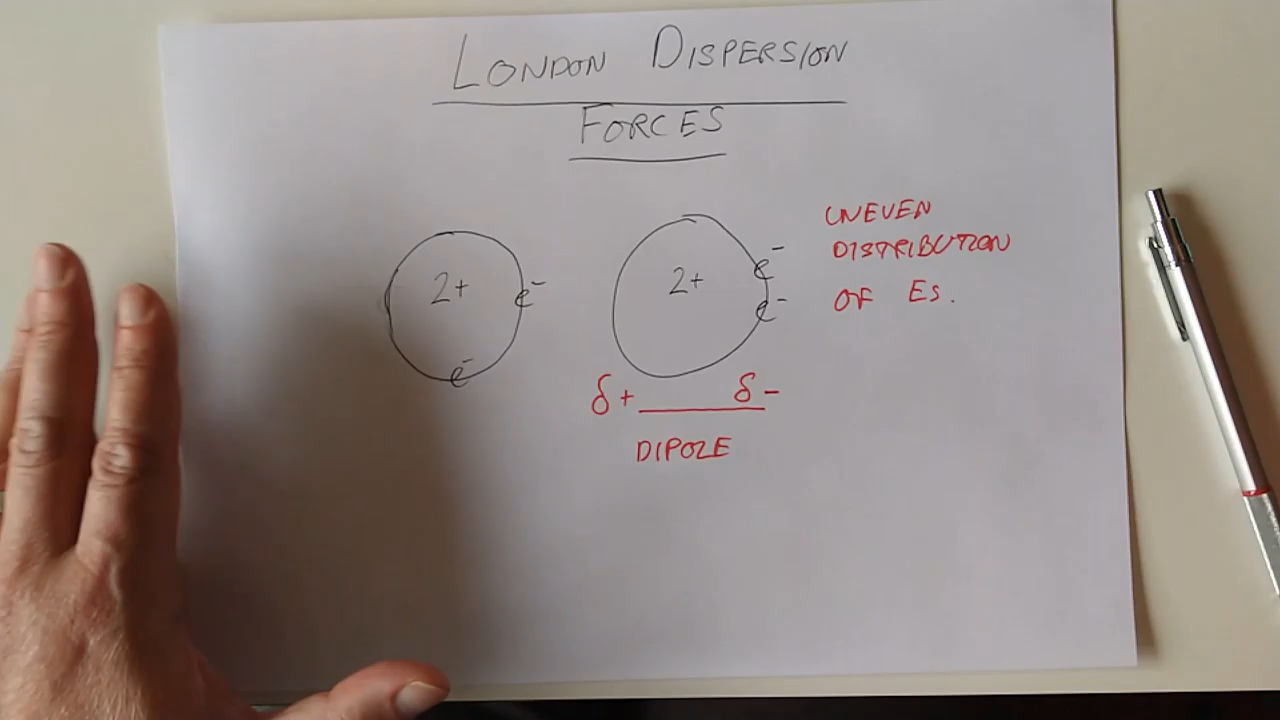 LONDON DISPERSION
FORCES
2+
e⁻
e⁻
2+
e⁻
e⁻
UNEVEN
DISTRIBUTION
OF Es.
δ+ δ-
DIPOLE